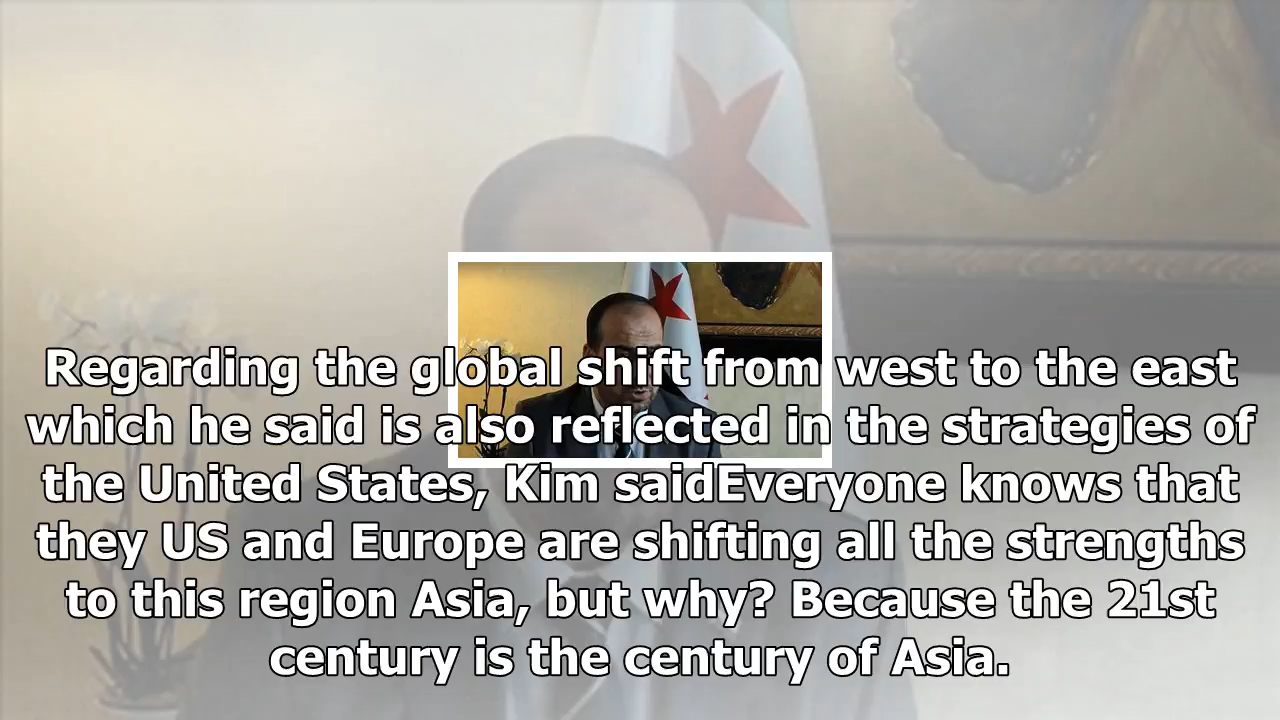 Regarding the global shift from west to the east
which he said is also reflected in the strategies of
the United States, Kim saidEveryone knows that
they US and Europe are shifting all the strengths
to this region Asia, but why? Because the 21st
century is the century of Asia.